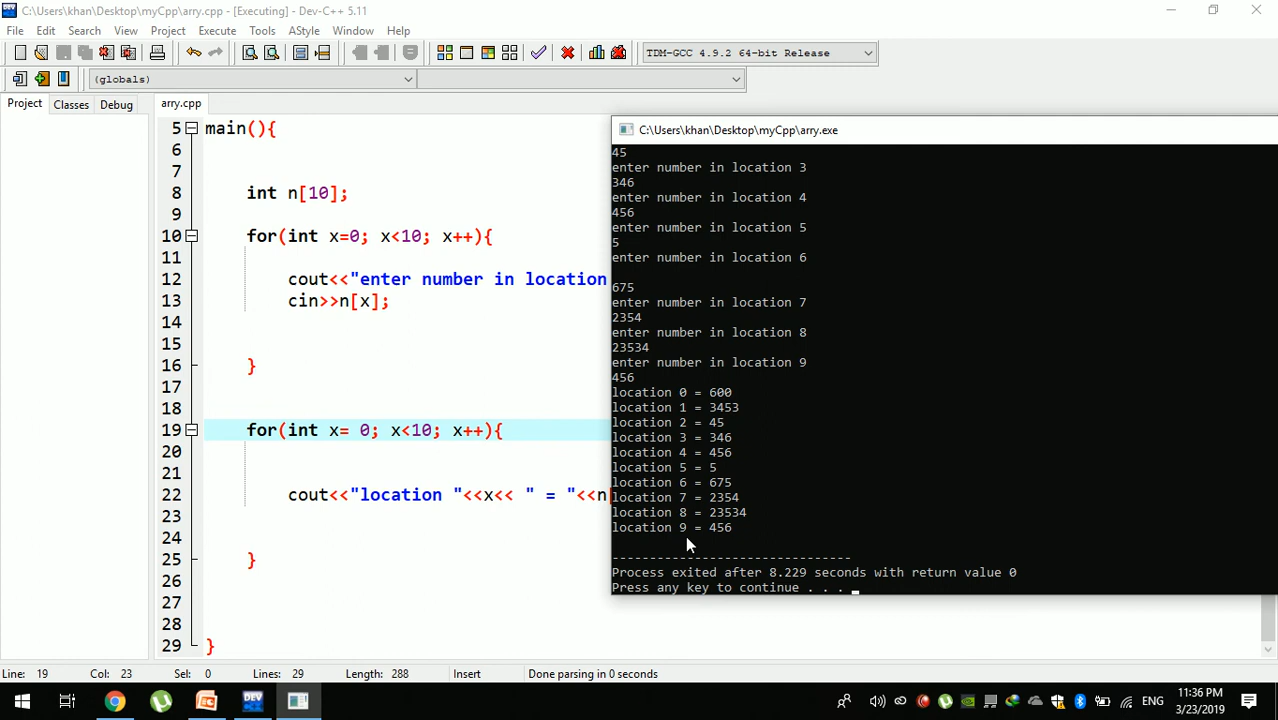 C:\Users\khan\Desktop\myCpp\arry.cpp - [Executing] - Dev-C++ 5.11
File Edit Search View Project Execute Tools AStyle Window Help
TDM-GCC 4.9.2 64-bit Release
(globals)
Project Classes Debug arry.cpp
5 main(){
6
7
8 int n[10];
9
10 for(int x=0; x<10; x++){
11
12 cout<<"enter number in location
13 cin>>n[x];
14
15
16 }
17
18
19 for(int x= 0; x<10; x++){
20
21
22 cout<<"location "<<x<< " = "<<n[
23
24
25 }
26
27
28
29 }
C:\Users\khan\Desktop\myCpp\arry.exe
45
enter number in location 3
346
enter number in location 4
456
enter number in location 5
5
enter number in location 6
675
enter number in location 7
2354
enter number in location 8
23534
enter number in location 9
456
location 0 = 600
location 1 = 3453
location 2 = 45
location 3 = 346
location 4 = 456
location 5 = 5
location 6 = 675
location 7 = 2354
location 8 = 23534
location 9 = 456
--------------------------------
Process exited after 8.229 seconds with return value 0
Press any key to continue . . .
Line: 19 Col: 23 Sel: 0 Lines: 29 Length: 288 Insert Done parsing in 0 seconds
DEV
ENG
11:36 PM
3/23/2019